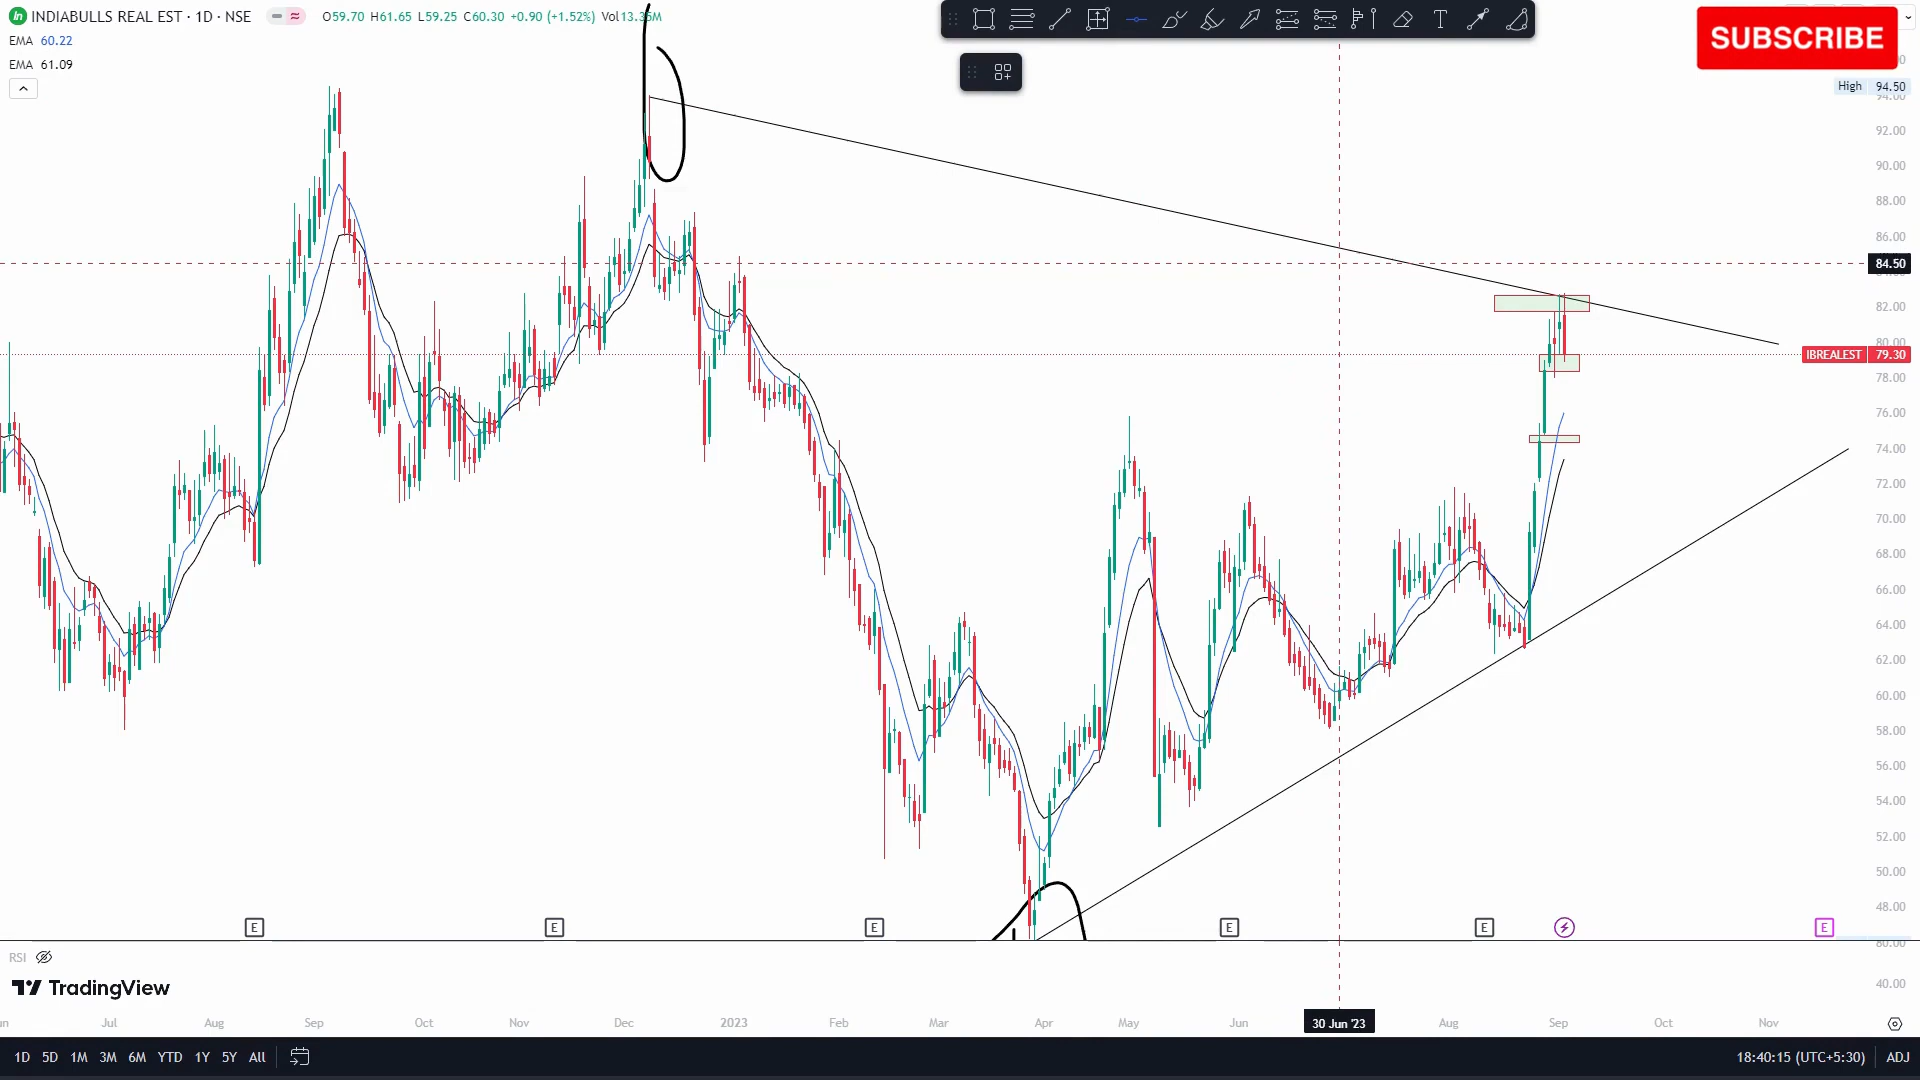 INDIABULLS REAL EST · 1D · NSE O59.70 H61.65 L59.25 C60.30 +0.90 (+1.52%) Vol13.35M
EMA 60.22
EMA 61.09
SUBSCRIBE
High 94.50
94.00
92.00
90.00
88.00
86.00
84.50
82.00
80.00
IBREALEST 79.30
78.00
76.00
74.00
72.00
70.00
68.00
66.00
64.00
62.00
60.00
58.00
56.00
54.00
52.00
50.00
48.00
E E E E E E
80.00
RSI
40.00
TradingView
Jul Aug Sep Oct Nov Dec 2023 Feb Mar Apr May Jun 30 Jun '23 Aug Sep Oct Nov
1D 5D 1M 3M 6M YTD 1Y 5Y All 18:40:15 (UTC+5:30) ADJ